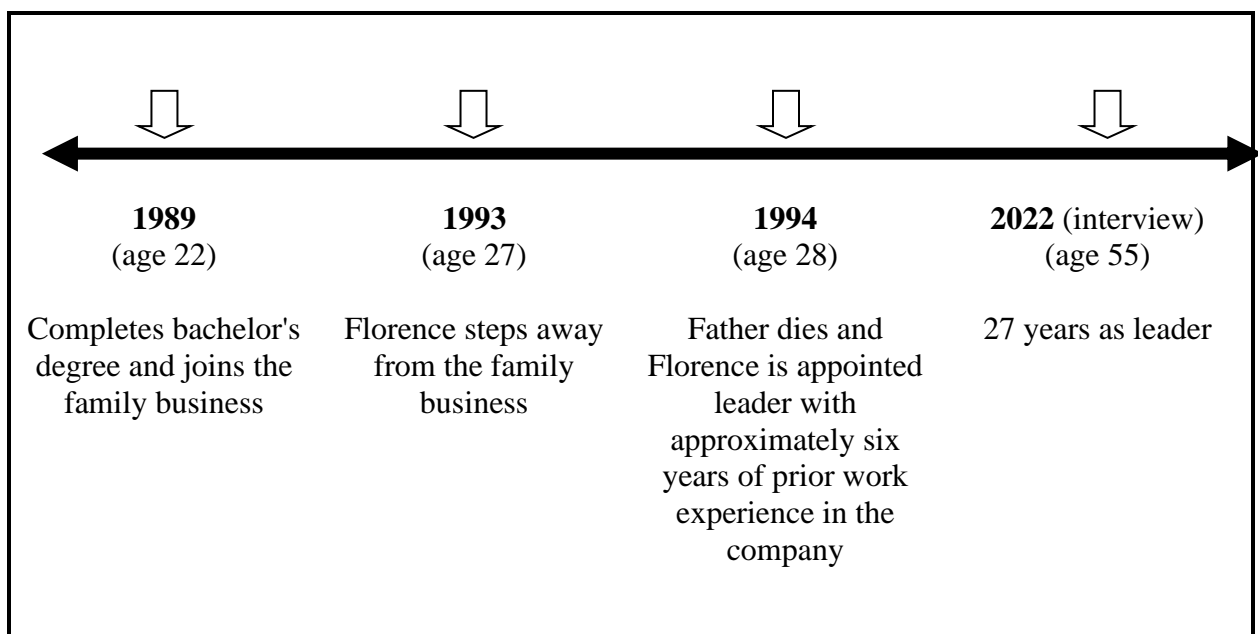 1989
(age 22)
Completes bachelor's
degree and joins the
family business
1993
(age 27)
Florence steps away
from the family
business
1994
(age 28)
Father dies and
Florence is appointed
leader with
approximately six
years of prior work
experience in the
company
2022 (interview)
(age 55)
27 years as leader